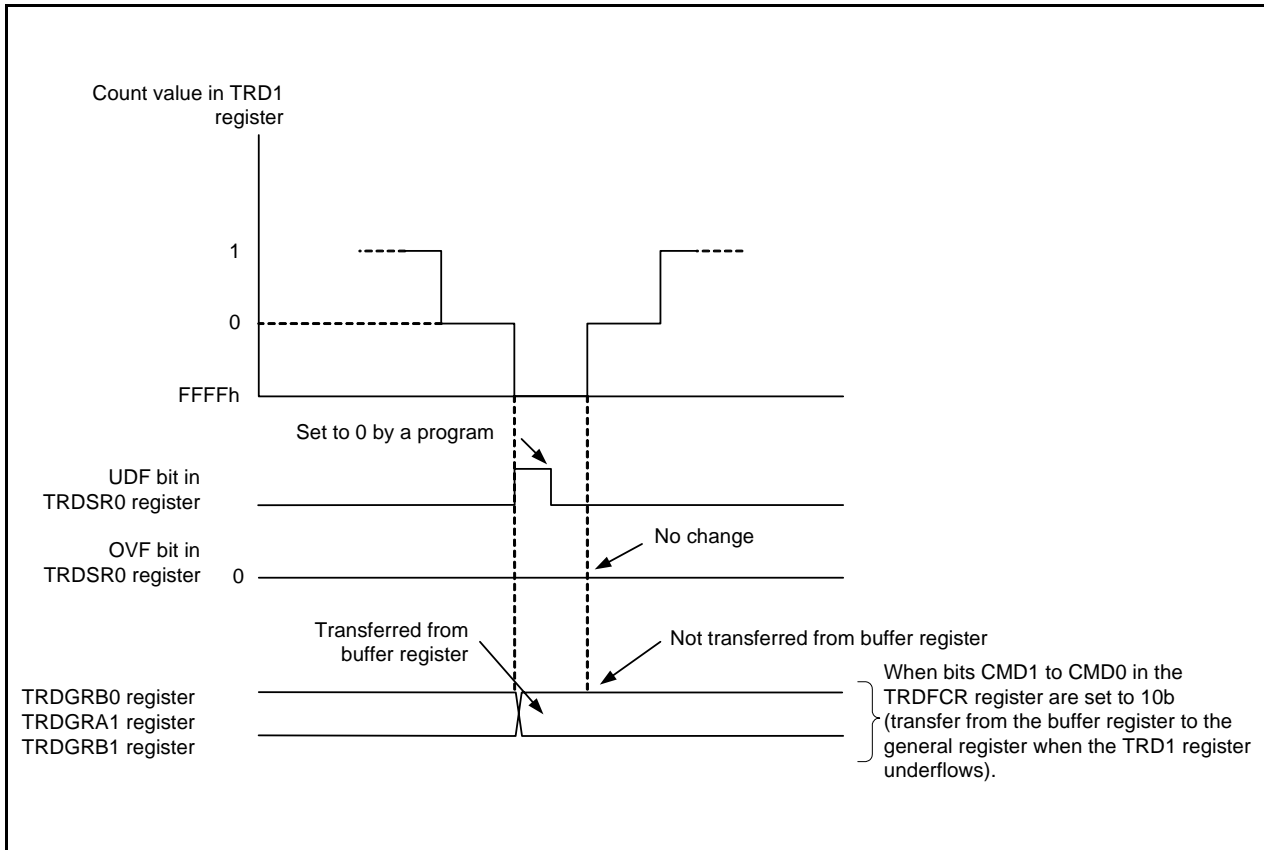 Count value in TRD1
register
1
0
FFFFh
Set to 0 by a program
UDF bit in
TRDSR0 register
OVF bit in
TRDSR0 register
0
No change
Transferred from
buffer register
Not transferred from buffer register
TRDGRB0 register
TRDGRA1 register
TRDGRB1 register
When bits CMD1 to CMD0 in the
TRDFCR register are set to 10b
(transfer from the buffer register to the
general register when the TRD1 register
underflows).